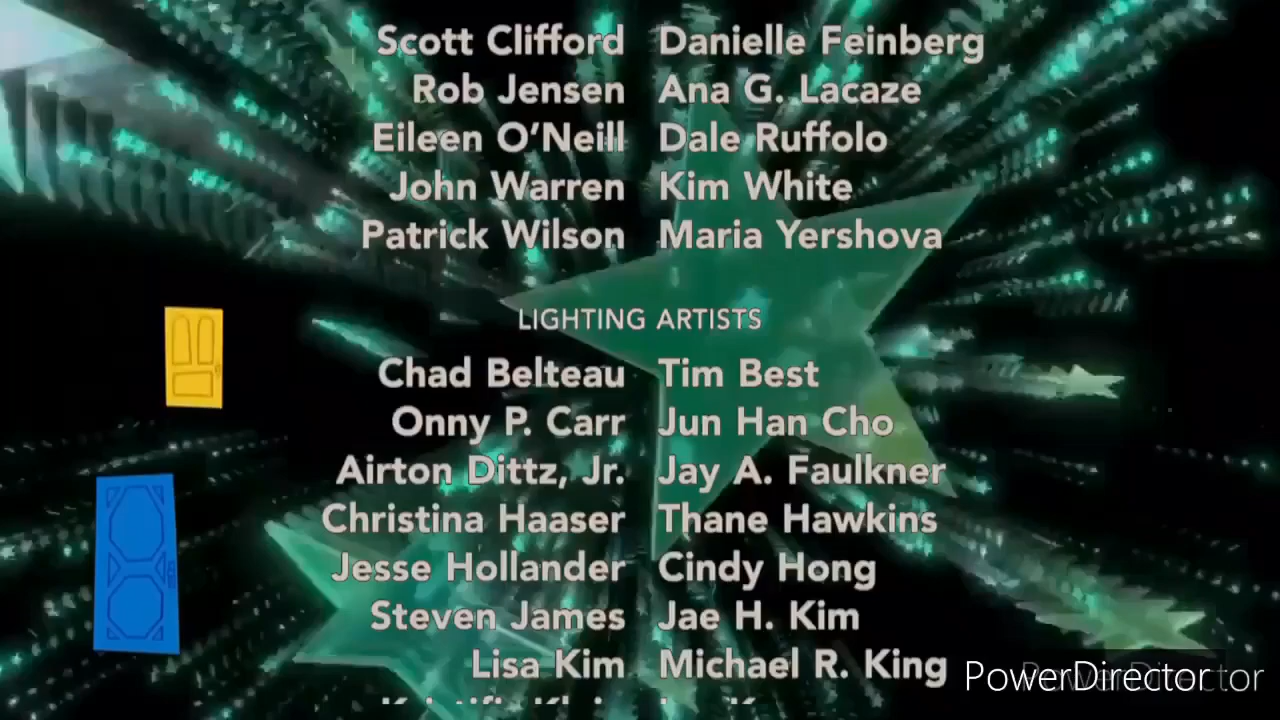 Scott Clifford Danielle Feinberg
Rob Jensen Ana G. Lacaze
Eileen O'Neill Dale Ruffolo
John Warren Kim White
Patrick Wilson Maria Yershova
LIGHTING ARTISTS
Chad Belteau Tim Best
Onny P. Carr Jun Han Cho
Airton Dittz, Jr. Jay A. Faulkner
Christina Haaser Thane Hawkins
Jesse Hollander Cindy Hong
Steven James Jae H. Kim
Lisa Kim Michael R. King
PowerDirector
PowerDirector